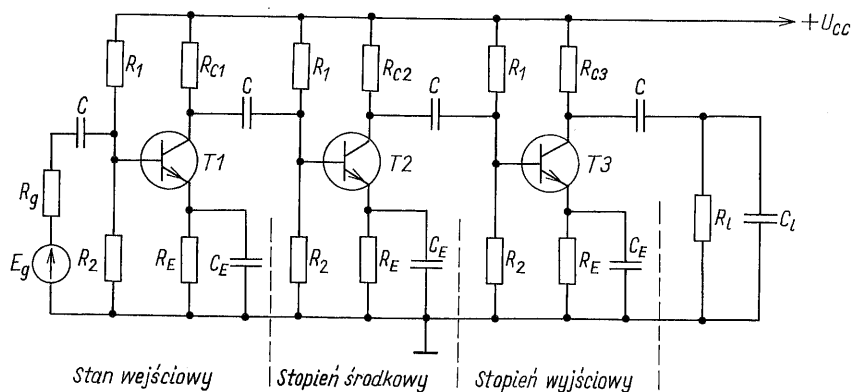 +U_CC
R_1 R_C1 R_1 R_C2 R_1 R_C3
C C C C
T1 T2 T3
R_g
E_g R_2 R_E C_E R_2 R_E C_E R_2 R_E C_E R_l C_l
Stan wejściowy Stopień środkowy Stopień wyjściowy